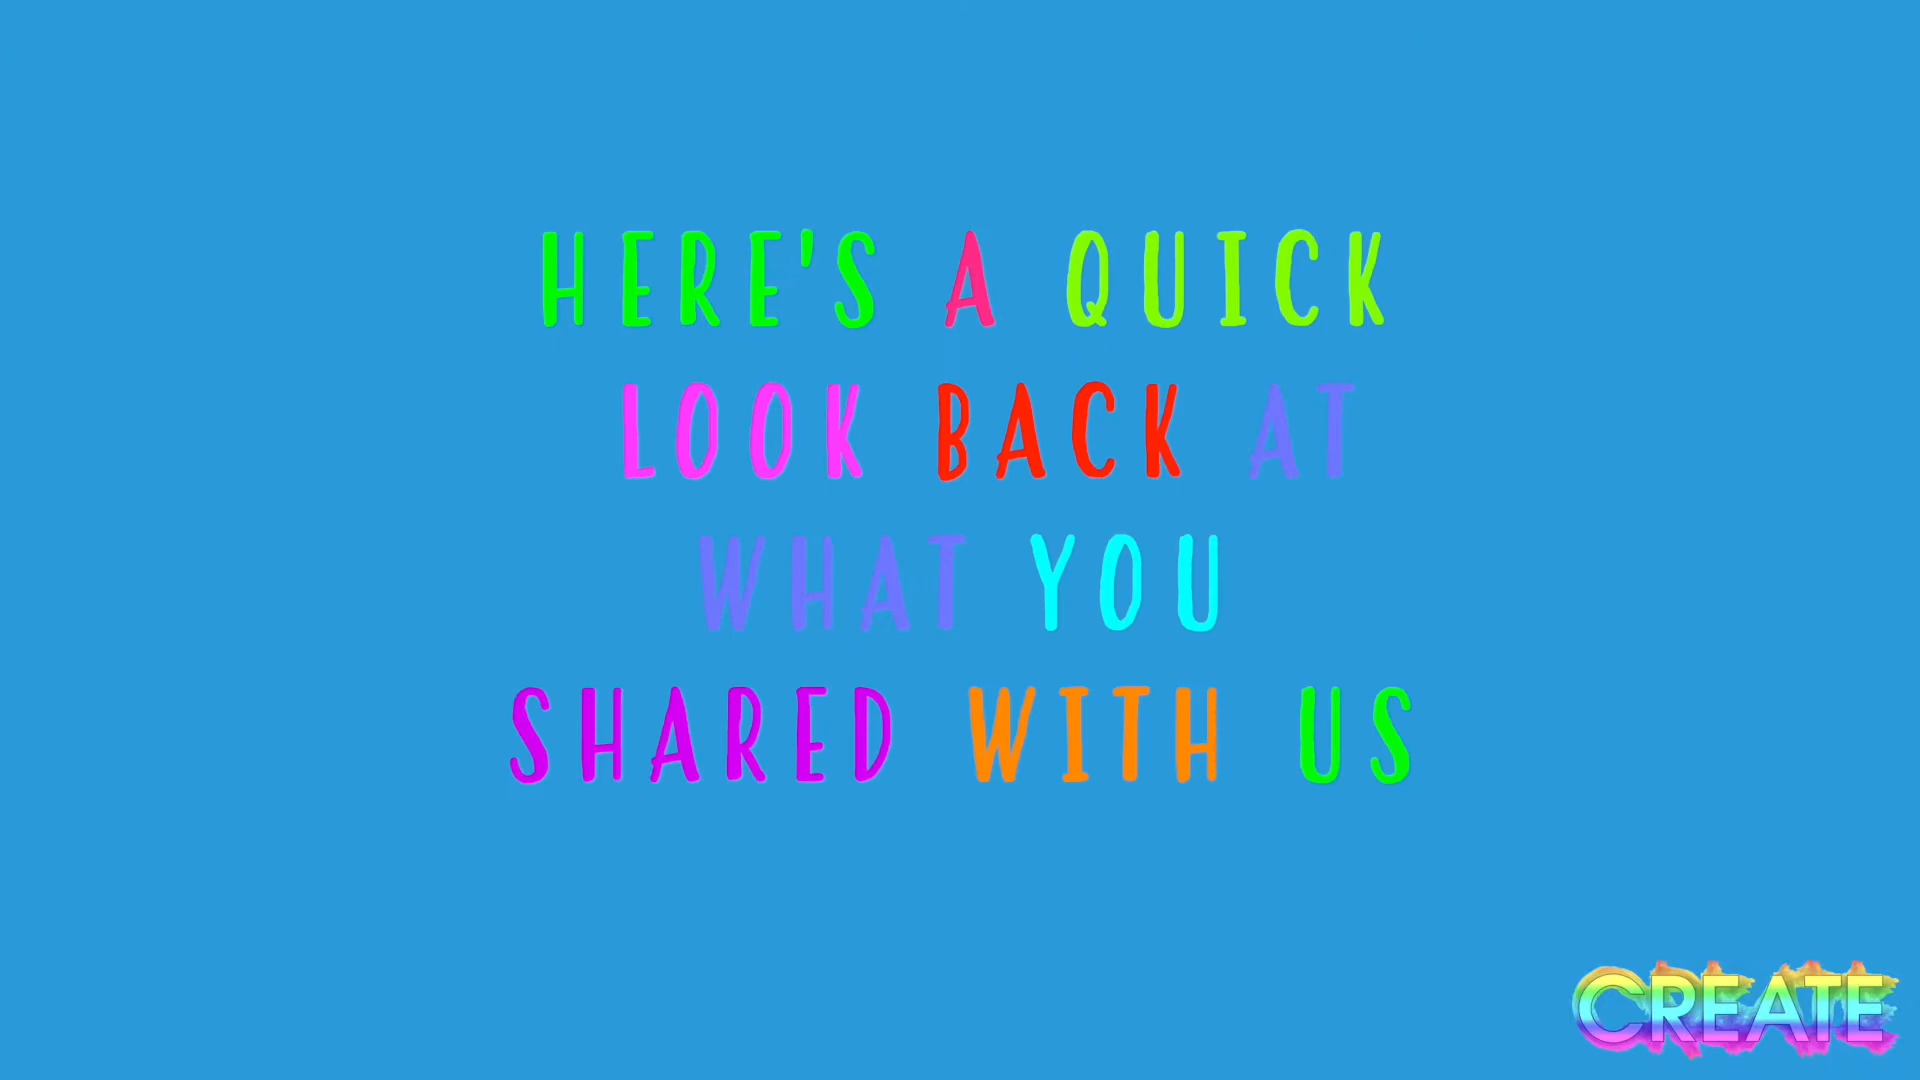 HERE'S A QUICK
LOOK BACK AT
WHAT YOU
SHARED WITH US
CREATE